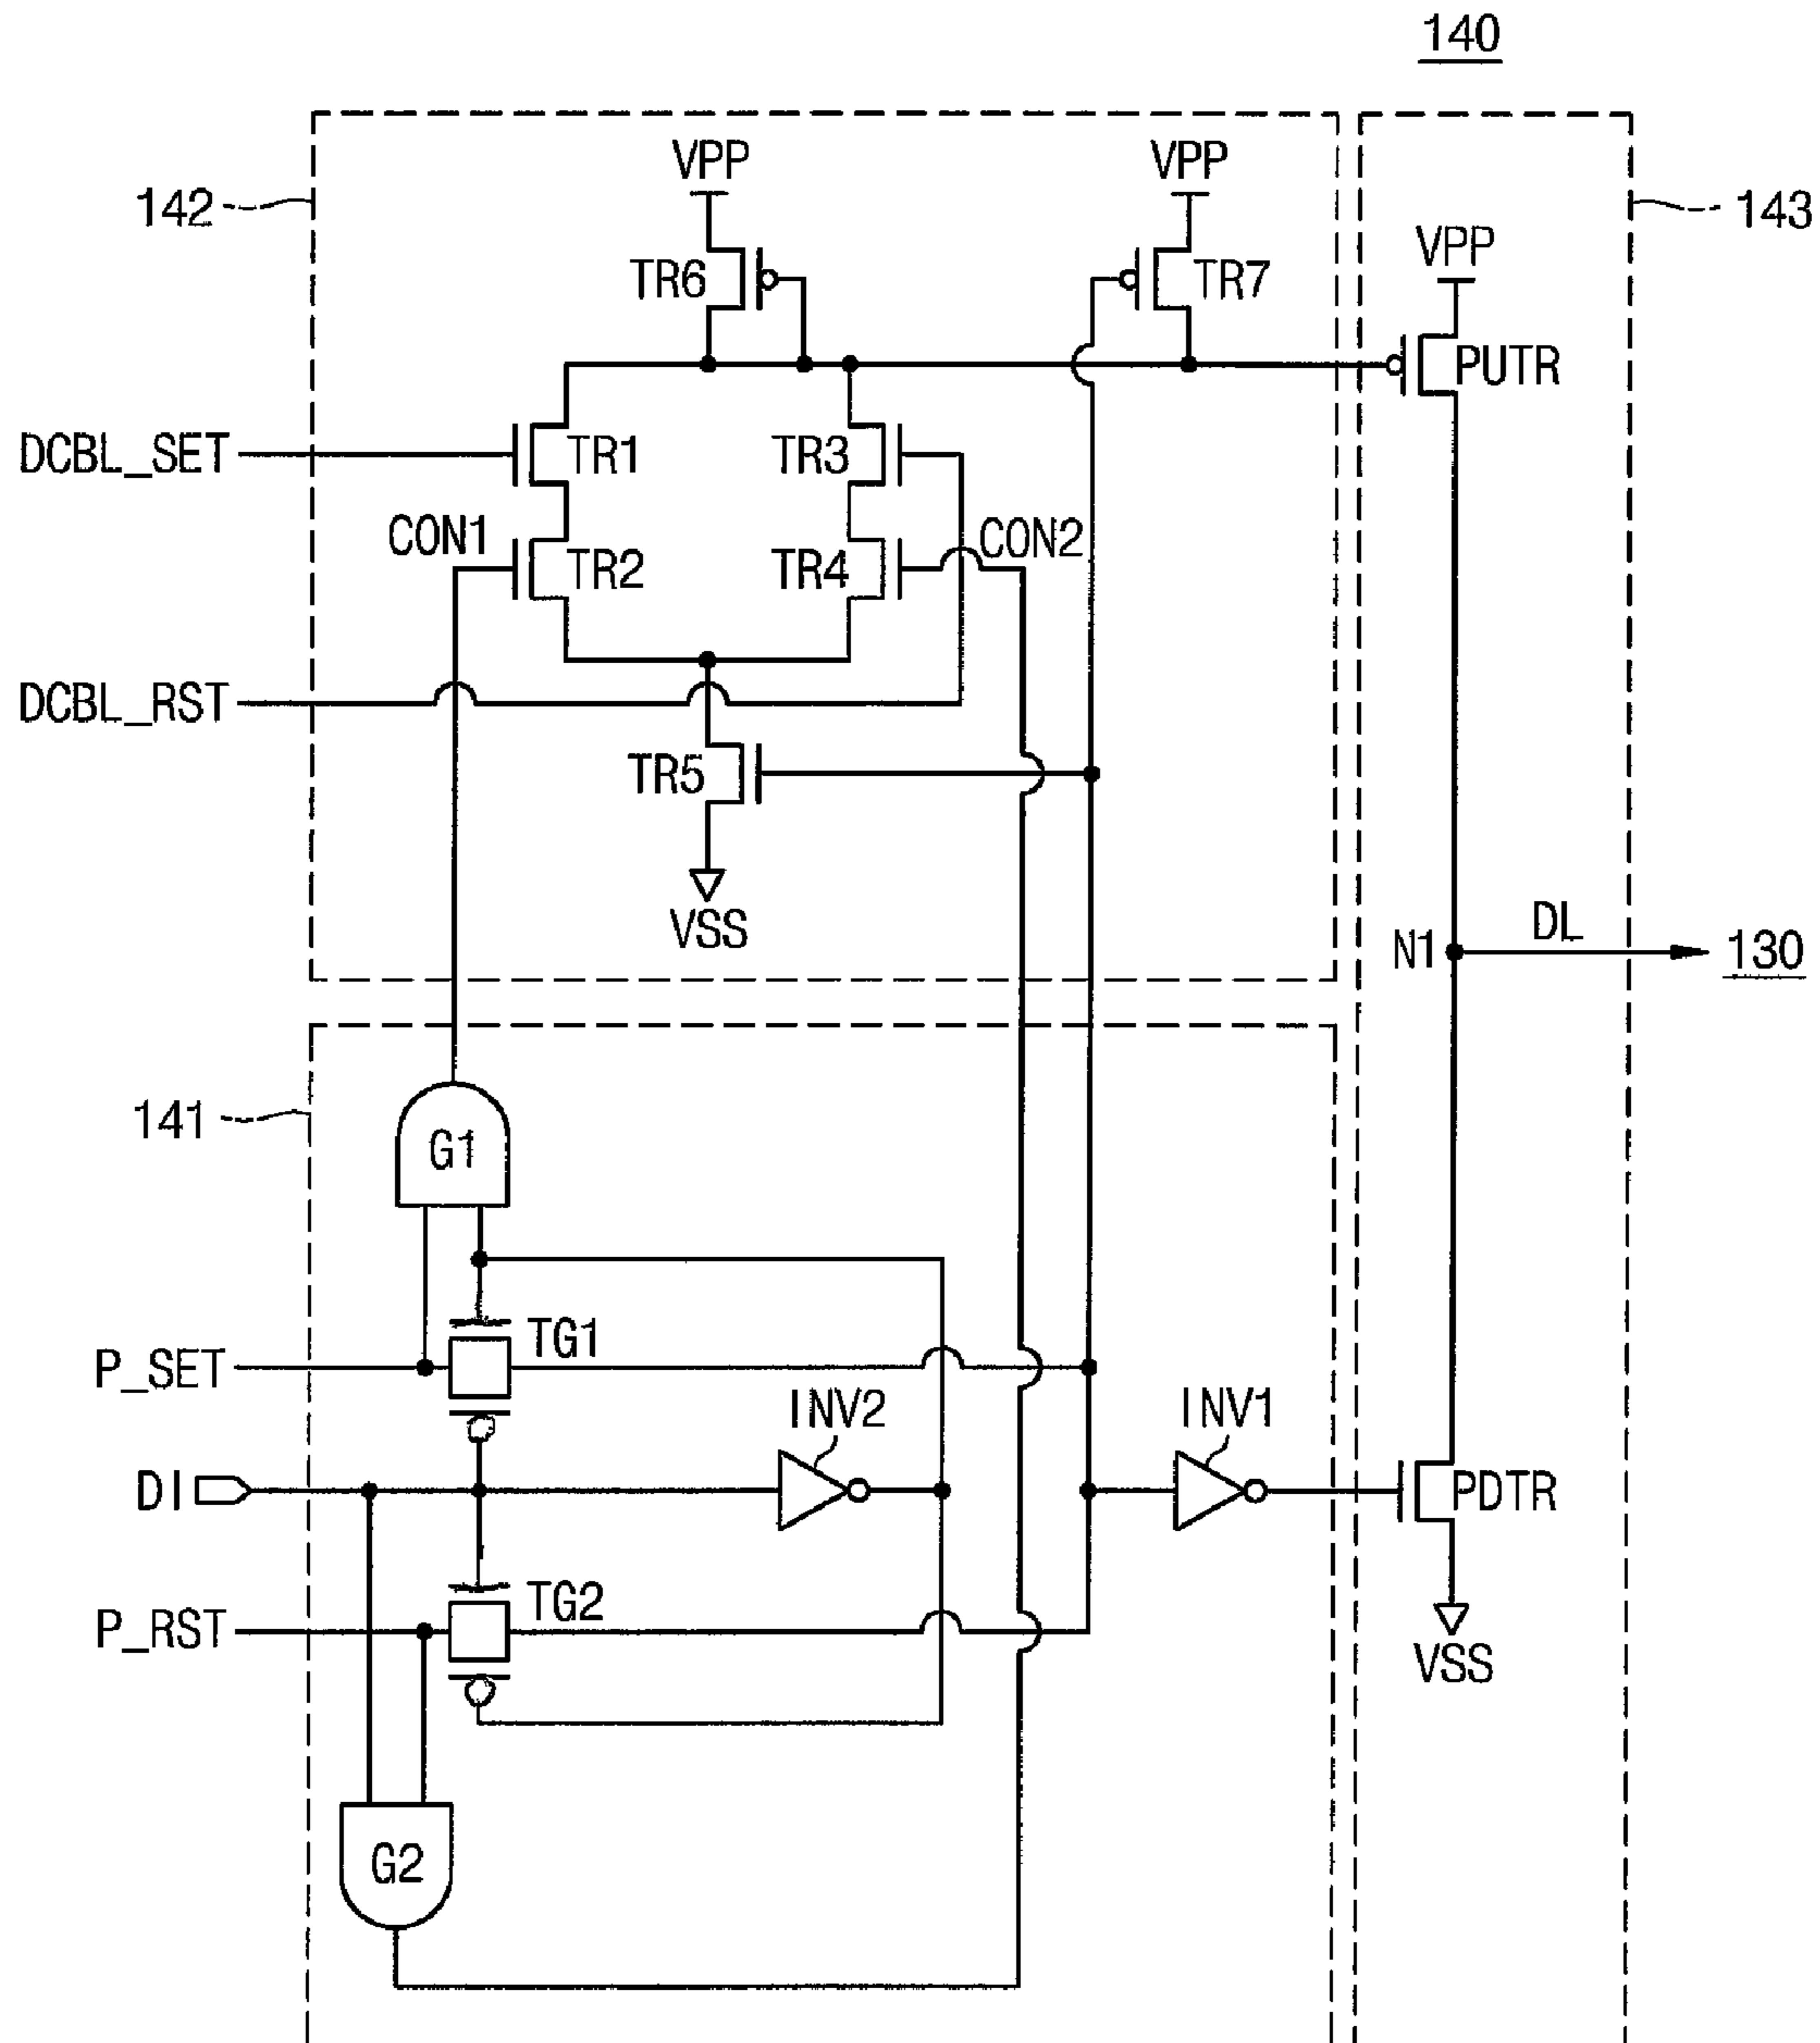 140
VPP
VPP
142
143
VPP
TR6
TR7
PUTR
DCBL_SET
TR1
TR3
CON1
CON2
TR2
TR4
DCBL_RST
TR5
VSS
DL
N1
130
141
G1
TG1
P_SET
INV2
INV1
DI
PDTR
TG2
P_RST
VSS
G2